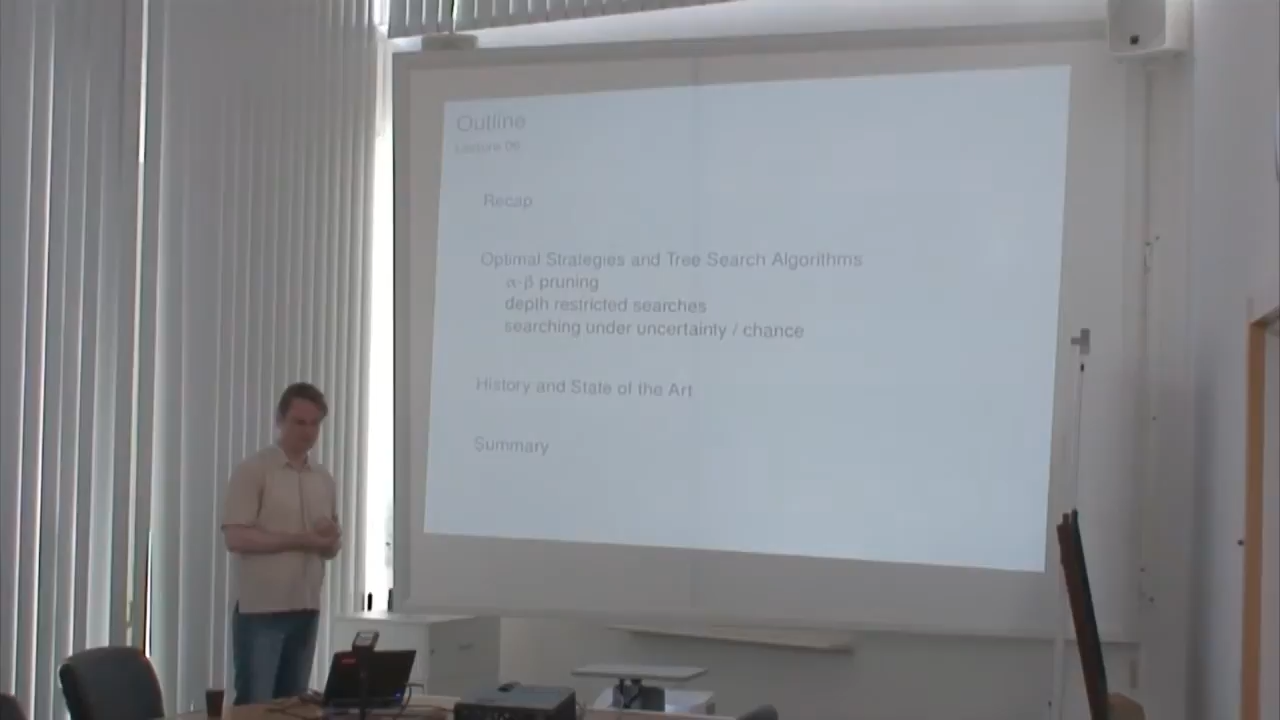 Outline
Lecture 06
Recap
Optimal Strategies and Tree Search Algorithms
α-β pruning
depth restricted searches
searching under uncertainty / chance
History and State of the Art
Summary